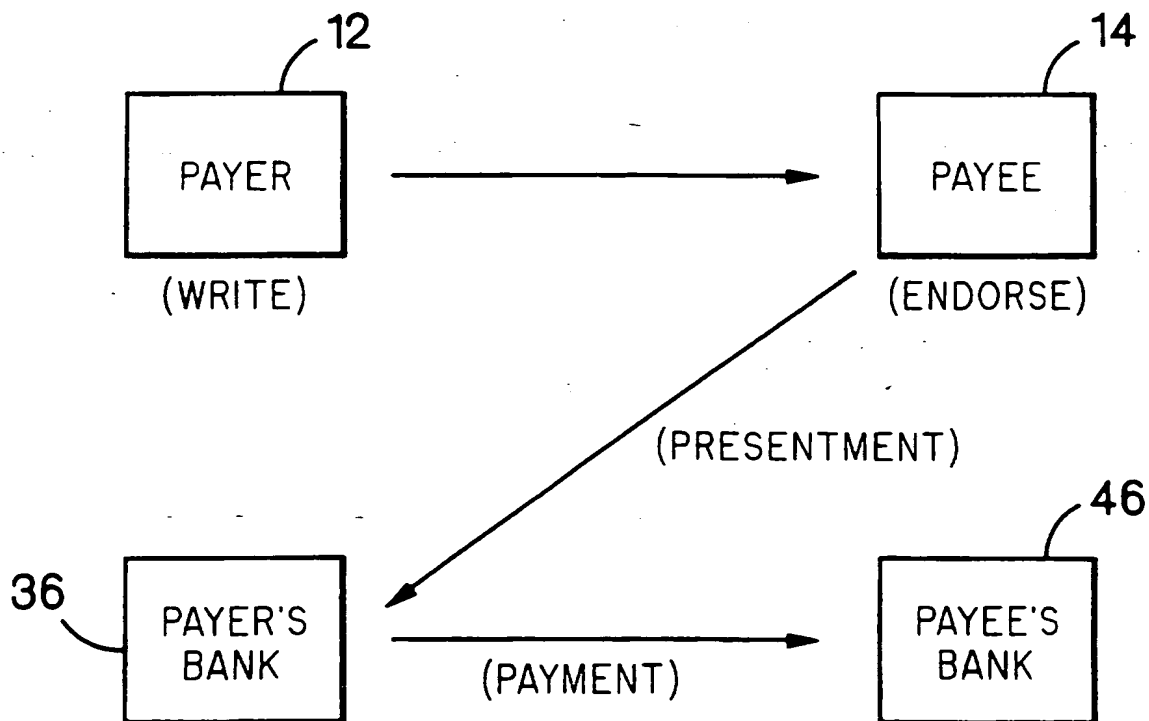 12
14
PAYER
PAYEE
(WRITE)
(ENDORSE)
(PRESENTMENT)
46
36
PAYER'S
BANK
PAYEE'S
BANK
(PAYMENT)